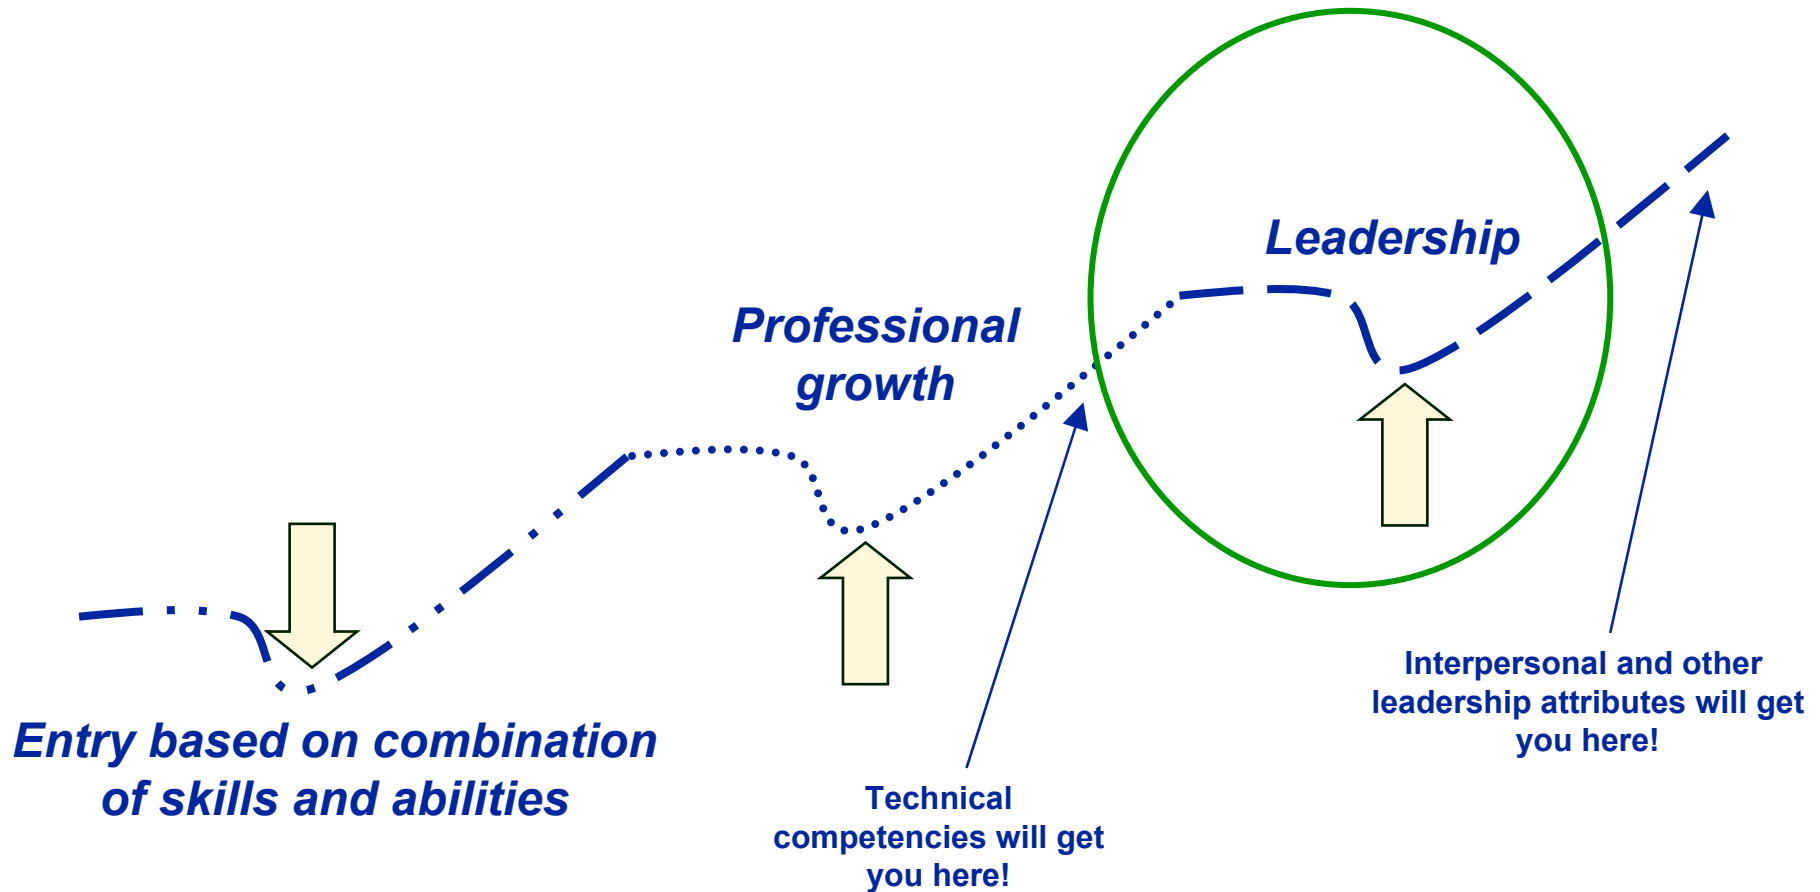 Leadership
Professional
growth
Entry based on combination
of skills and abilities
Technical
competencies will get
you here!
Interpersonal and other
leadership attributes will get
you here!